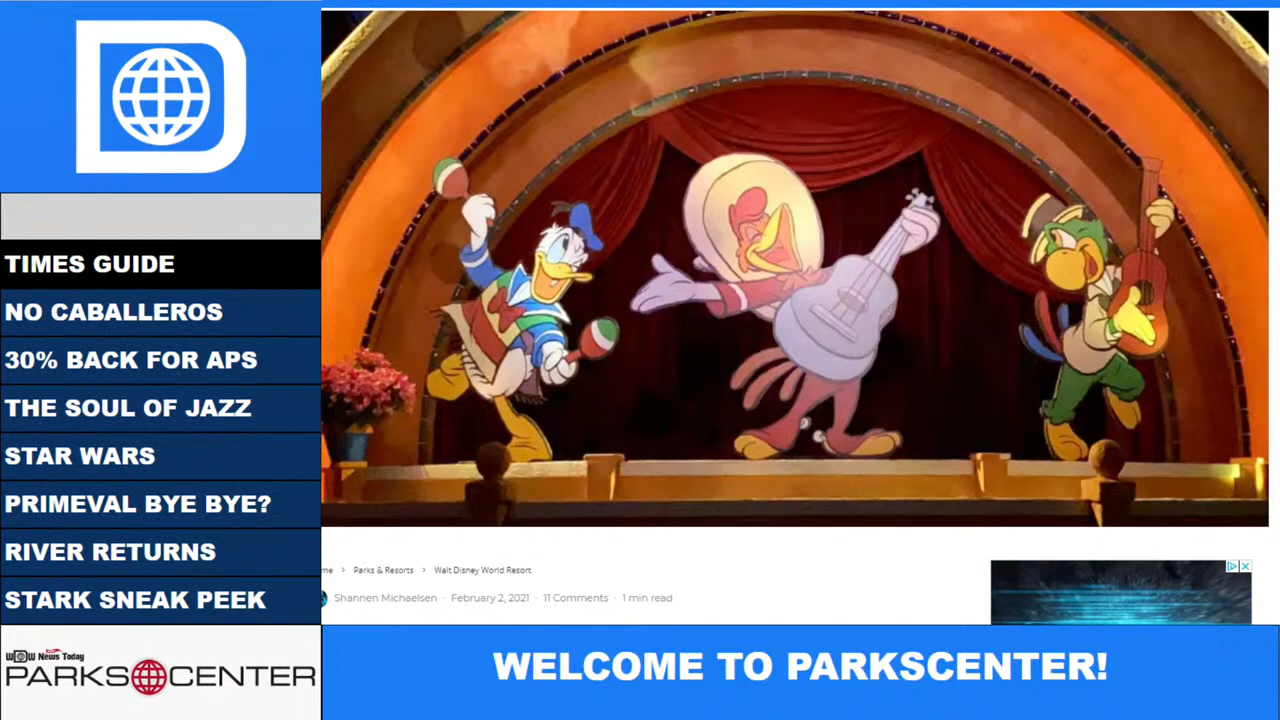 D
TIMES GUIDE
NO CABALLEROS
30% BACK FOR APS
THE SOUL OF JAZZ
STAR WARS
PRIMEVAL BYE BYE?
RIVER RETURNS
STARK SNEAK PEEK
WDW News Today
PARKSCENTER
me > Parks & Resorts > Walt Disney World Resort
Shannen Michaelsen · February 2, 2021 · 11 Comments · 1 min read
WELCOME TO PARKSCENTER!